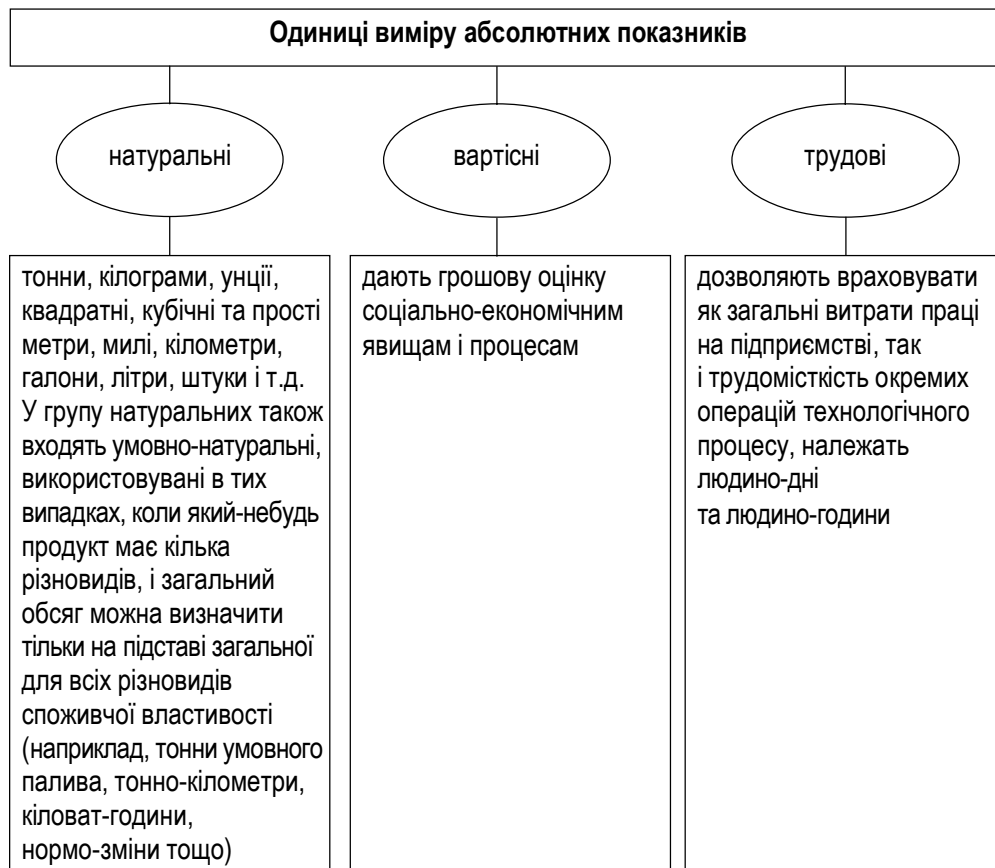 Одиниці виміру абсолютних показників
натуральні
вартісні
трудові
тонни, кілограми, унції,
квадратні, кубічні та прості
метри, милі, кілометри,
галони, літри, штуки і т.д.
У групу натуральних також
входять умовно-натуральні,
використовувані в тих
випадках, коли який-небудь
продукт має кілька
різновидів, і загальний
обсяг можна визначити
тільки на підставі загальної
для всіх різновидів
споживчої властивості
(наприклад, тонни умовного
палива, тонно-кілометри,
кіловат-години,
нормо-зміни тощо)
дають грошову оцінку
соціально-економічним
явищам і процесам
дозволяють враховувати
як загальні витрати праці
на підприємстві, так
і трудомісткість окремих
операцій технологічного
процесу, належать
людино-дні
та людино-години